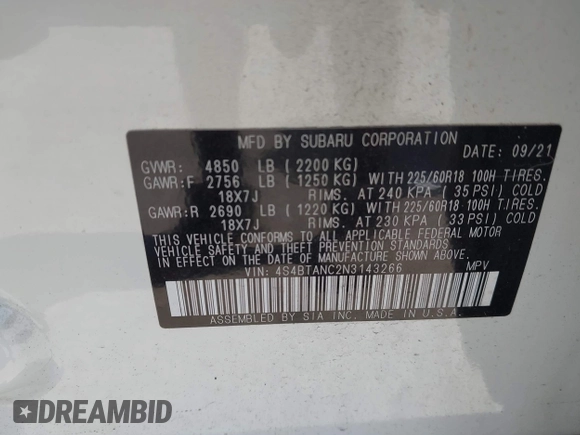 MFD BY SUBARU CORPORATION
DATE: 09/21
GVWR: 4850 LB ( 2200 KG)
GAWR:F 2756 LB ( 1250 KG) WITH 225/60R18 100H TIRES,
18X7J RIMS, AT 240 KPA ( 35 PSI) COLD
GAWR:R 2690 LB ( 1220 KG) WITH 225/60R18 100H TIRES,
18X7J RIMS, AT 230 KPA ( 33 PSI) COLD
THIS VEHICLE CONFORMS TO ALL APPLICABLE FEDERAL MOTOR
VEHICLE SAFETY AND THEFT PREVENTION STANDARDS
IN EFFECT ON THE DATE OF MANUFACTURE SHOWN ABOVE.
VIN: 4S4BTANC2N3143266 MPV
ASSEMBLED BY SIA INC. MADE IN U.S.A.
DREAMBID